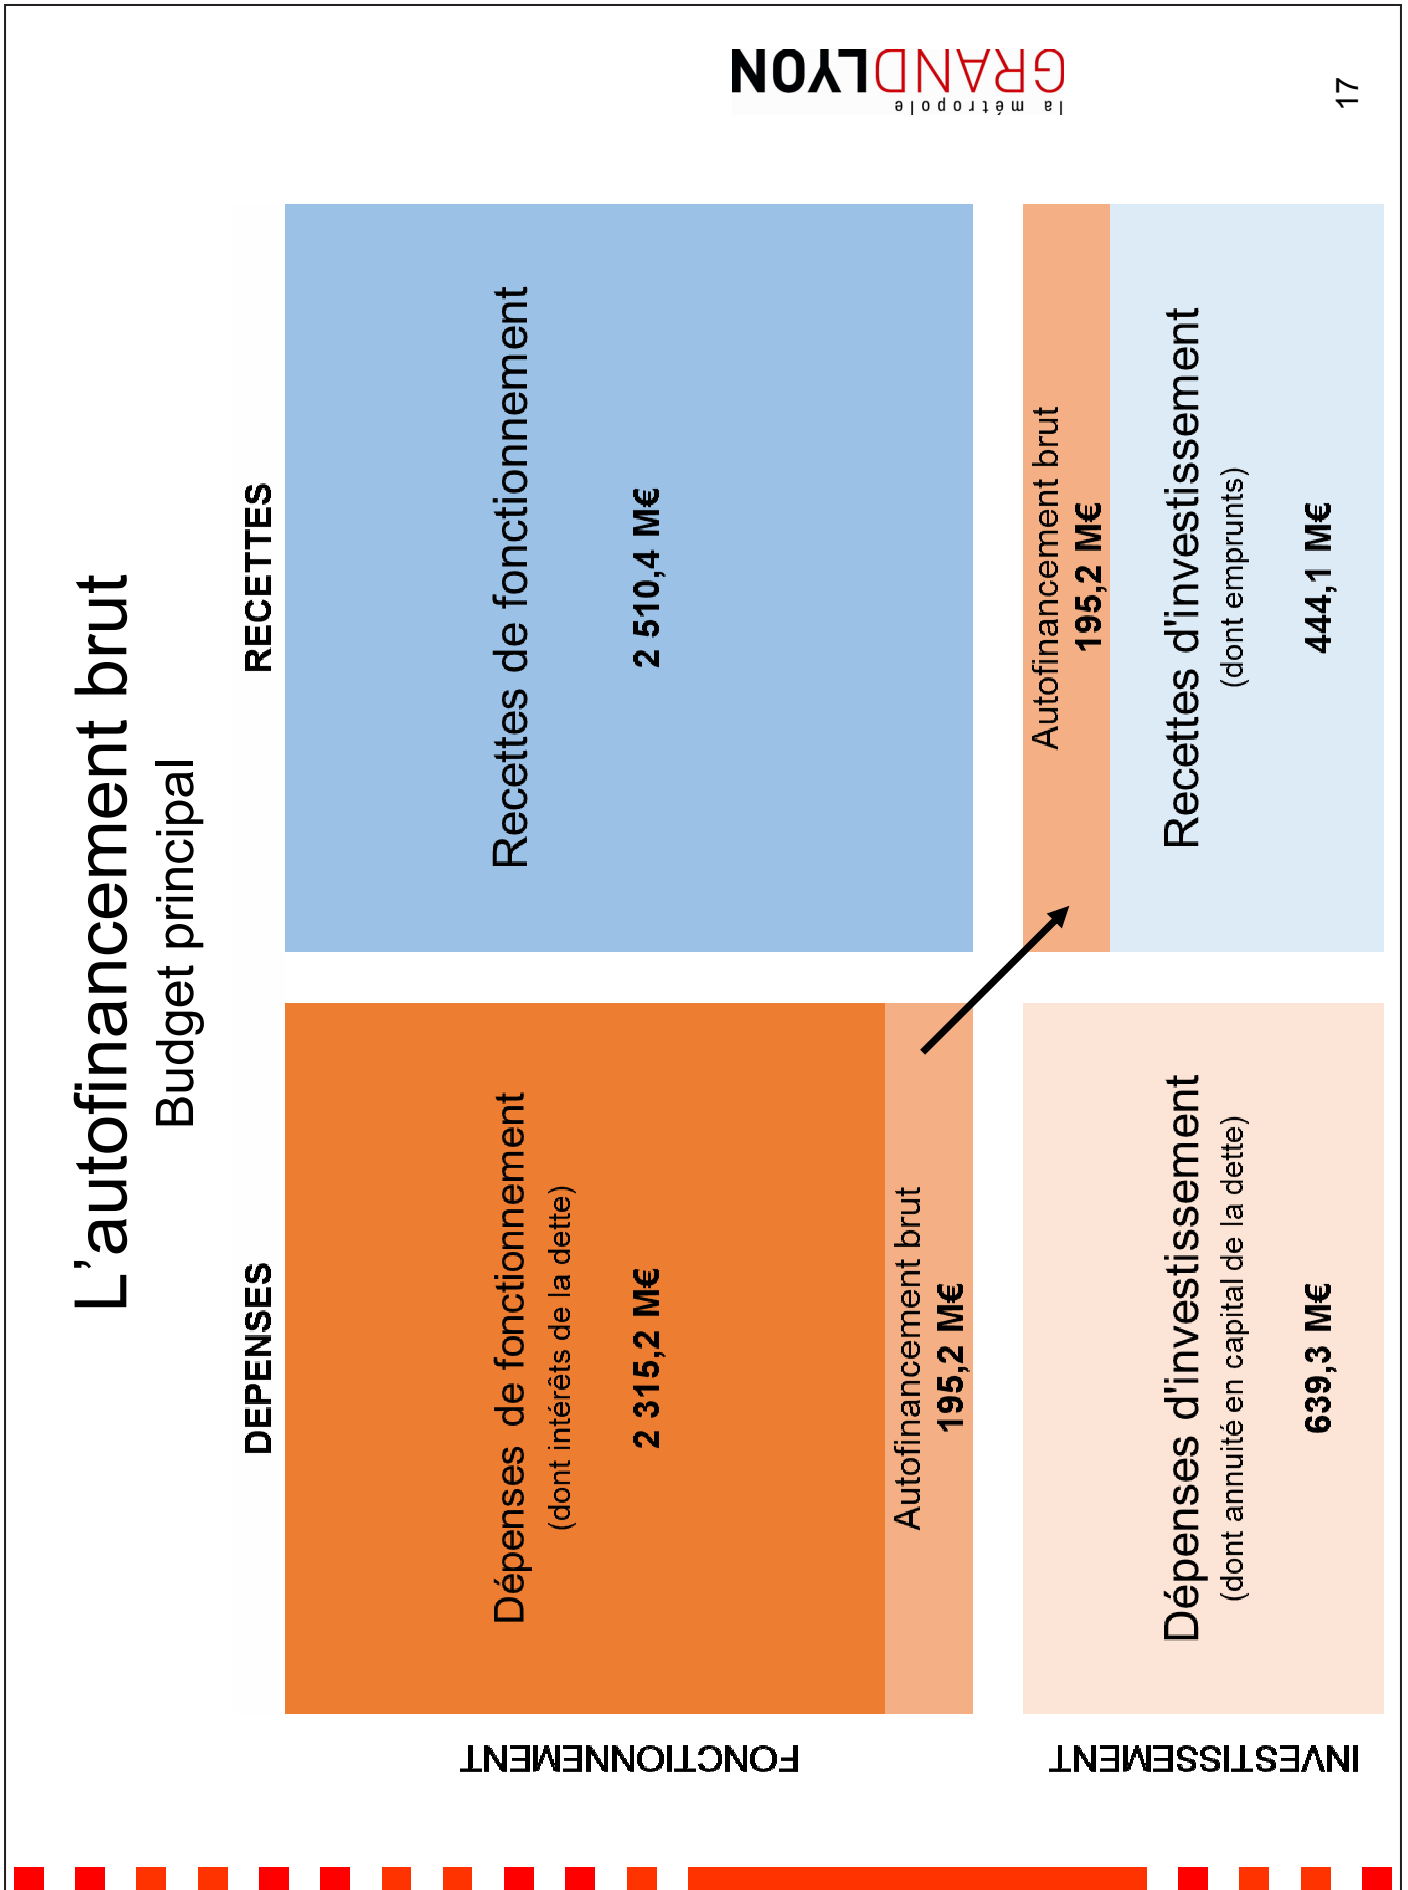 L'autofinancement brut
Budget principal
DEPENSES
RECETTES
FONCTIONNEMENT
Dépenses de fonctionnement
(dont intérêts de la dette)
2 315,2 M€
Autofinancement brut
195,2 M€
Recettes de fonctionnement
2 510,4 M€
INVESTISSEMENT
Dépenses d'investissement
(dont annuité en capital de la dette)
639,3 M€
Autofinancement brut
195,2 M€
Recettes d'investissement
(dont emprunts)
444,1 M€
GRANDLYON
la métropole
17